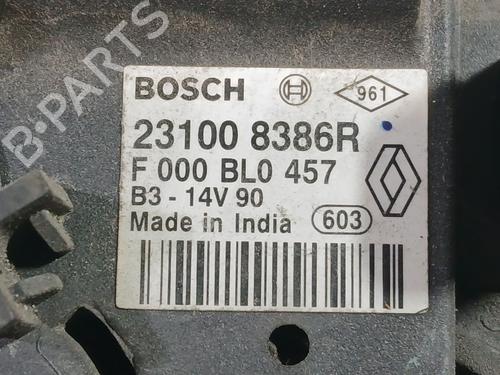 B-PARTS
BOSCH 961
23100 8386R
F 000 BL0 457
B3 - 14V 90
Made in India 603